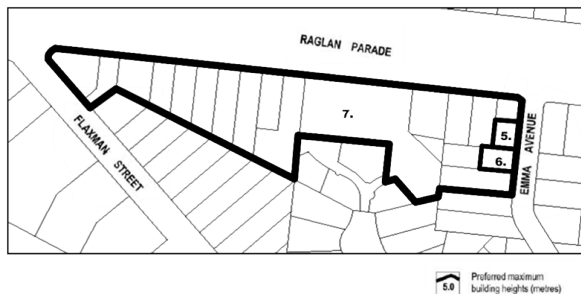 RAGLAN PARADE
7.
5.
6.
EMMA AVENUE
FLAXMAN STREET
5.0
Preferred maximum
building heights (metres)